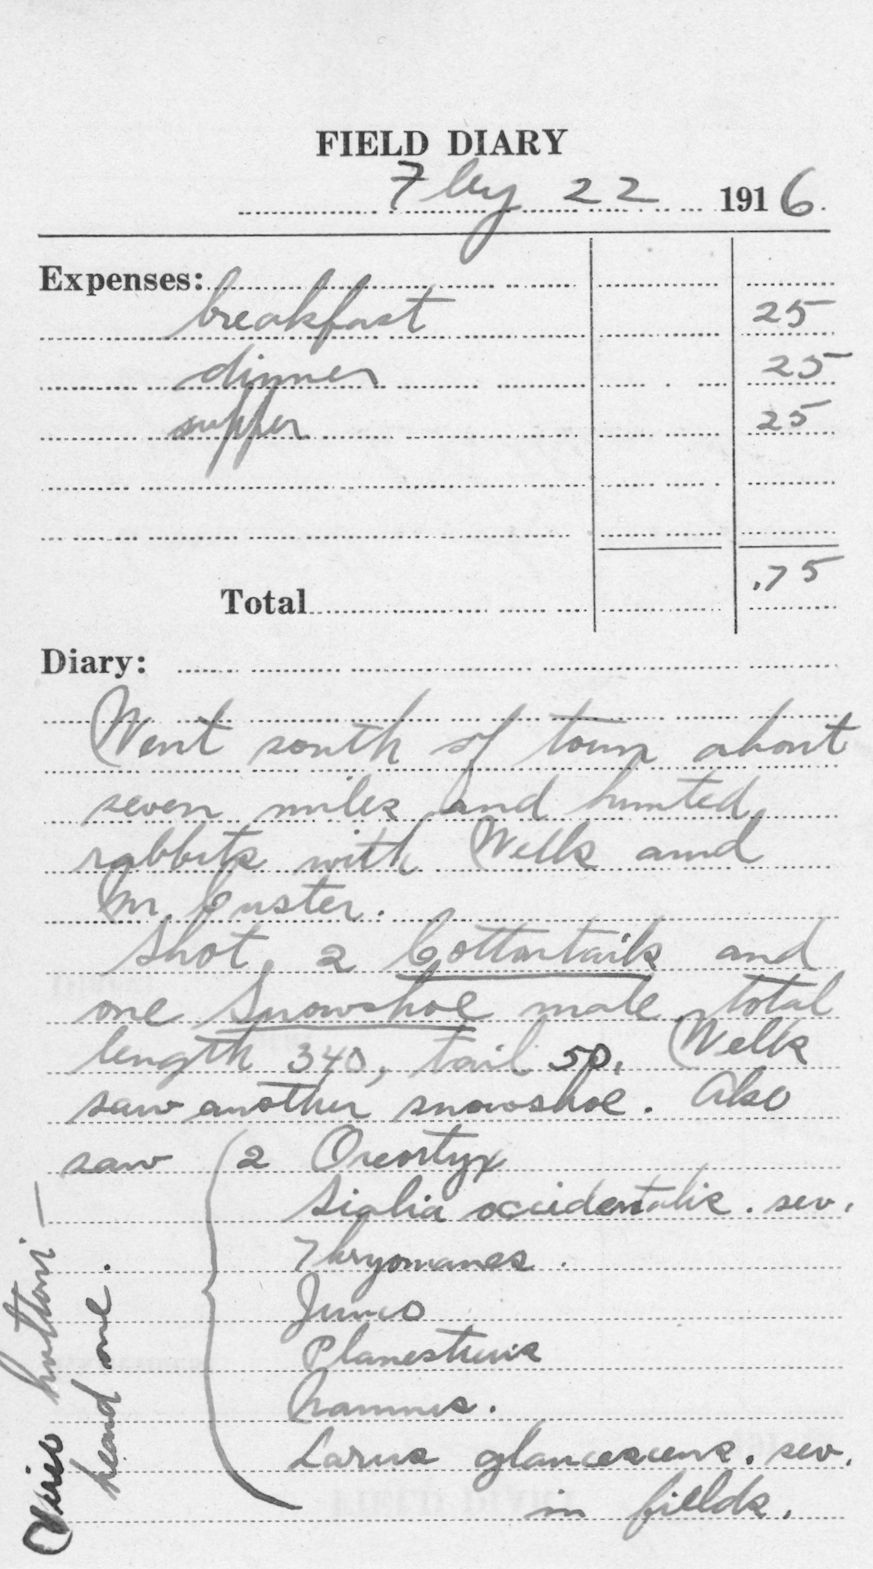 FIELD DIARY
Feby 22 1916
Expenses:
breakfast 25
dinner 25
supper 25
Total .75
Diary:
Went south of town about
seven miles and hunted
rabbits with Wells and
Mr. Custer.
Shot 2 Cottontails and
one Snowshoe male total
length 340, tail 50. Wells
saw another snowshoe. Also
saw 2 Oreortyx
Sialia occidentalis. sev.
Thryomanes.
Junco
Planesticus
Larus glaucescens. sev.
in fields.
Vireo huttoni —
heard one.